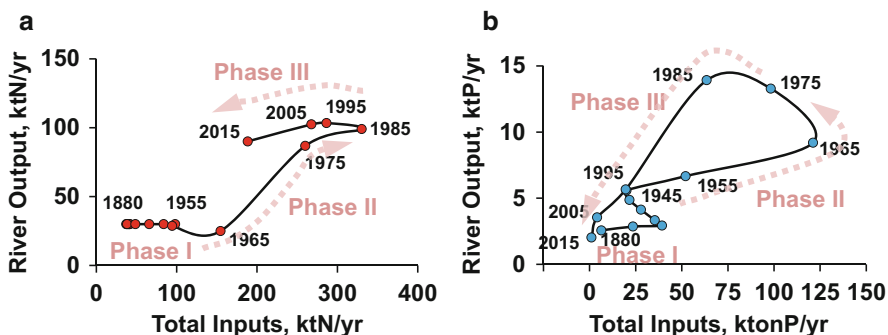 a
River Output, ktN/yr
150
100
50
0
0 100 200 300 400
Total Inputs, ktN/yr
Phase III
2005 1995
2015
1985
1975
Phase II
1880 1955
1965
Phase I
b
River Output, ktP/yr
15
10
5
0
0 25 50 75 100 125 150
Total Inputs, ktonP/yr
1985
1975
Phase III
1965
1995
1955
1945
Phase II
2005
2015 1880
Phase I